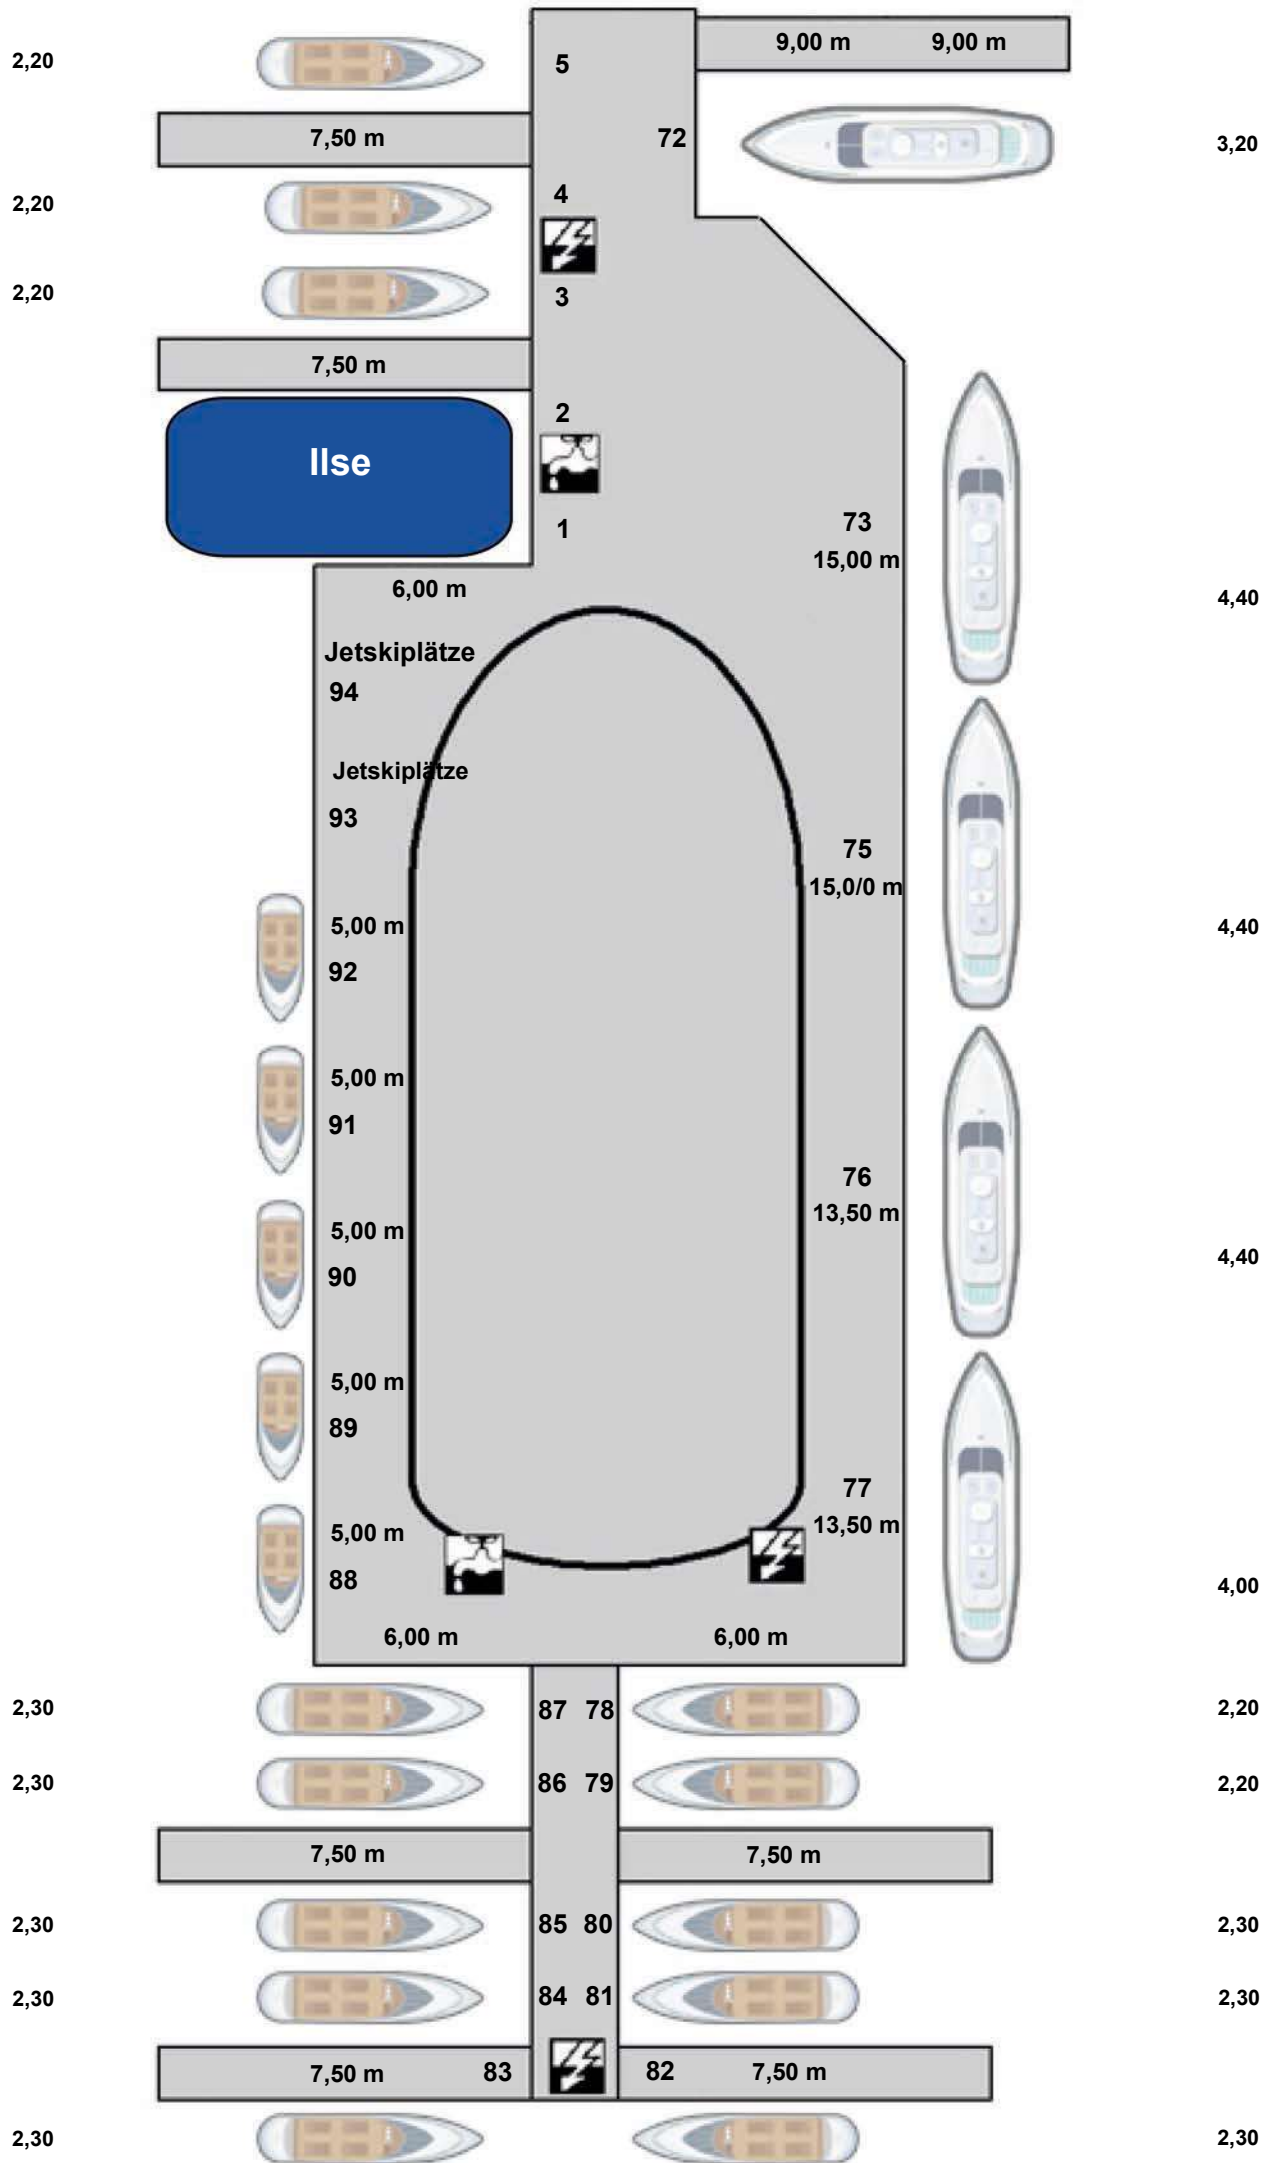 9,00 m 9,00 m
2,20 5
7,50 m 72 3,20
2,20 4
2,20 3
7,50 m
2
Ilse
1 73
15,00 m
6,00 m 4,40
Jetskiplätze
94
Jetskiplätze
93
75
15,0/0 m
5,00 m 4,40
92
5,00 m
91
76
13,50 m
5,00 m 4,40
90
5,00 m
89
77
13,50 m
5,00 m
88 4,00
6,00 m 6,00 m
2,30 87 78 2,20
2,30 86 79 2,20
7,50 m 7,50 m
2,30 85 80 2,30
2,30 84 81 2,30
7,50 m 83 82 7,50 m
2,30 2,30